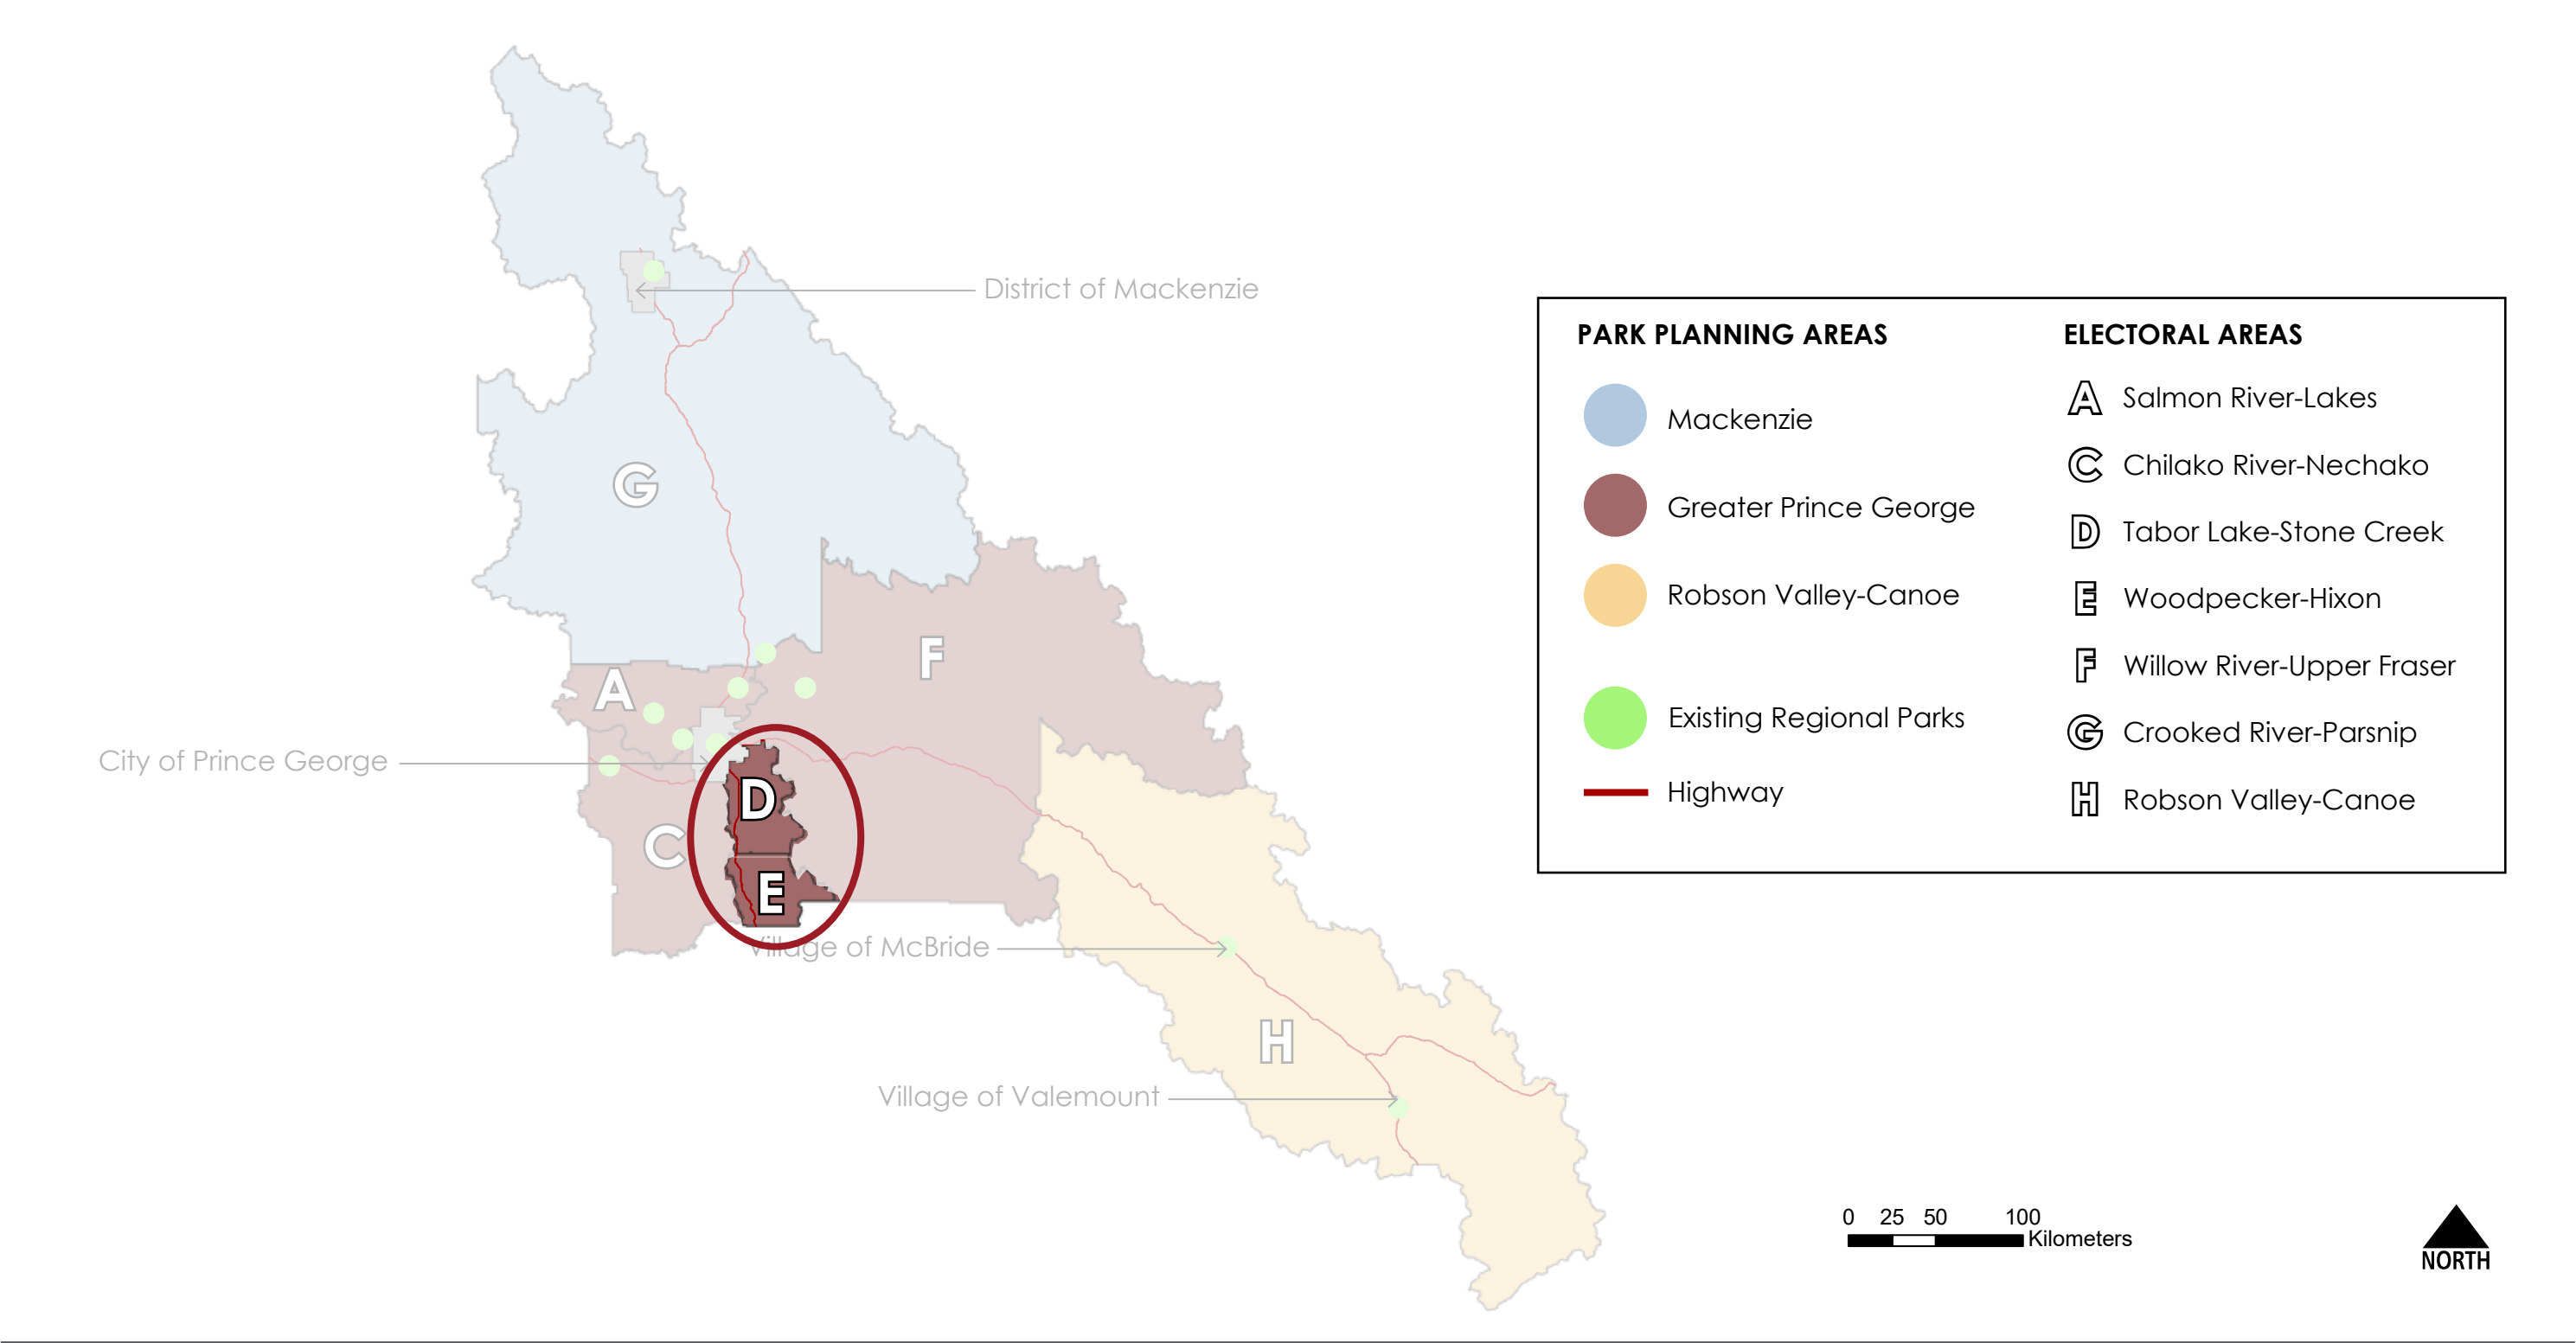 District of Mackenzie
G
F
A
City of Prince George
D
C
E
Village of McBride
H
Village of Valemount
PARK PLANNING AREAS
Mackenzie
Greater Prince George
Robson Valley-Canoe
Existing Regional Parks
Highway
ELECTORAL AREAS
A Salmon River-Lakes
C Chilako River-Nechako
D Tabor Lake-Stone Creek
E Woodpecker-Hixon
F Willow River-Upper Fraser
G Crooked River-Parsnip
H Robson Valley-Canoe
0 25 50 100
Kilometers
NORTH